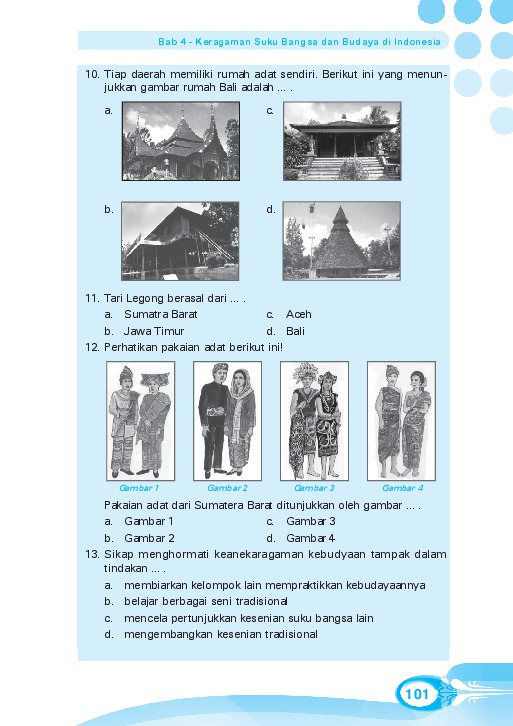 Bab 4 - Keragaman Suku Bangsa dan Budaya di Indonesia
10. Tiap daerah memiliki rumah adat sendiri. Berikut ini yang menun-
jukkan gambar rumah Bali adalah ... .
a.
c.
b.
d.
11. Tari Legong berasal dari ... .
a. Sumatra Barat
c. Aceh
b. Jawa Timur
d. Bali
12. Perhatikan pakaian adat berikut ini!
Gambar 1
Gambar 2
Gambar 3
Gambar 4
Pakaian adat dari Sumatera Barat ditunjukkan oleh gambar ... .
a. Gambar 1
c. Gambar 3
b. Gambar 2
d. Gambar 4
13. Sikap menghormati keanekaragaman kebudyaan tampak dalam
tindakan ... .
a. membiarkan kelompok lain mempraktikkan kebudayaannya
b. belajar berbagai seni tradisional
c. mencela pertunjukkan kesenian suku bangsa lain
d. mengembangkan kesenian tradisional
101